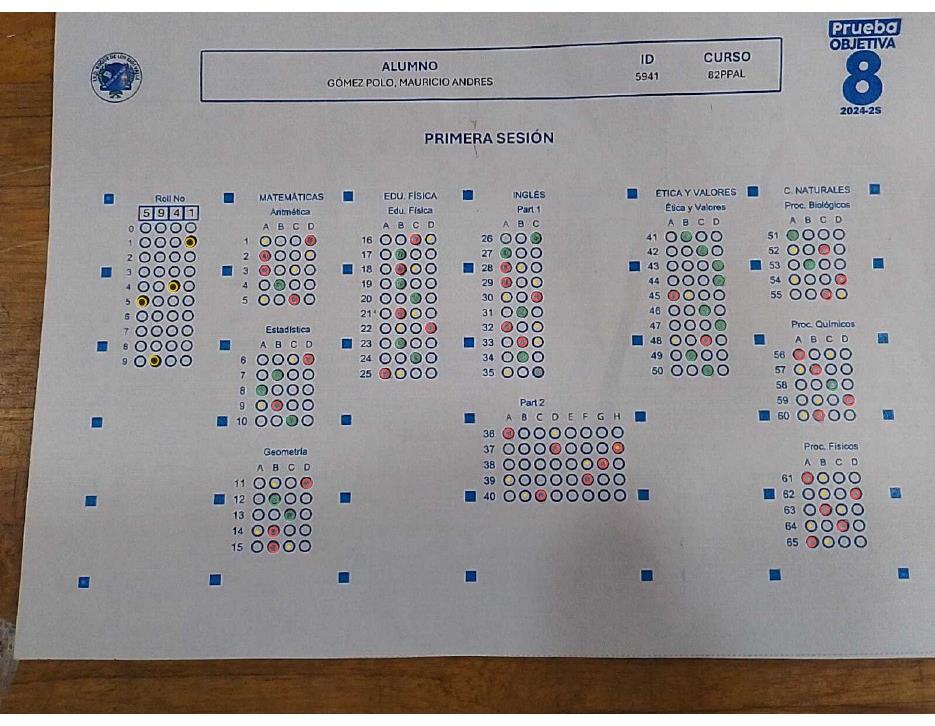 Prueba
OBJETIVA
8
2024-2S
ALUMNO
GÓMEZ POLO, MAURICIO ANDRES
ID
5941
CURSO
82PPAL
PRIMERA SESIÓN
Roll No
5 9 4 1
0
1
2
3
4
5
6
7
8
9
MATEMÁTICAS
Aritmética
A B C D
1
2
3
4
5
Estadística
A B C D
6
7
8
9
10
Geometría
A B C D
11
12
13
14
15
EDU. FÍSICA
Edu. Física
A B C D
16
17
18
19
20
21
22
23
24
25
INGLÉS
Part 1
A B C
26
27
28
29
30
31
32
33
34
35
Part 2
A B C D E F G H
36
37
38
39
40
ÉTICA Y VALORES
Ética y Valores
A B C D
41
42
43
44
45
46
47
48
49
50
C. NATURALES
Proc. Biológicos
A B C D
51
52
53
54
55
Proc. Químicos
A B C D
56
57
58
59
60
Proc. Físicos
A B C D
61
62
63
64
65